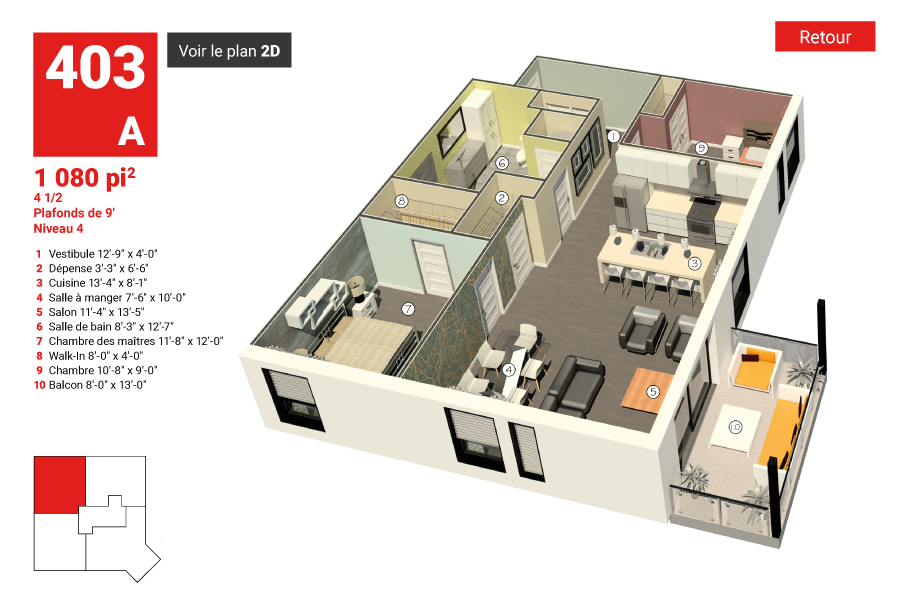 403
A
Voir le plan 2D
Retour
1 080 pi²
4 1/2
Plafonds de 9'
Niveau 4
1 Vestibule 12'-9" x 4'-0"
2 Dépense 3'-3" x 6'-6"
3 Cuisine 13'-4" x 8'-1"
4 Salle à manger 7'-6" x 10'-0"
5 Salon 11'-4" x 13'-5"
6 Salle de bain 8'-3" x 12'-7"
7 Chambre des maîtres 11'-8" x 12'-0"
8 Walk-In 8'-0" x 4'-0"
9 Chambre 10'-8" x 9'-0"
10 Balcon 8'-0" x 13'-0"
1
9
6
2
8
3
7
4
5
10